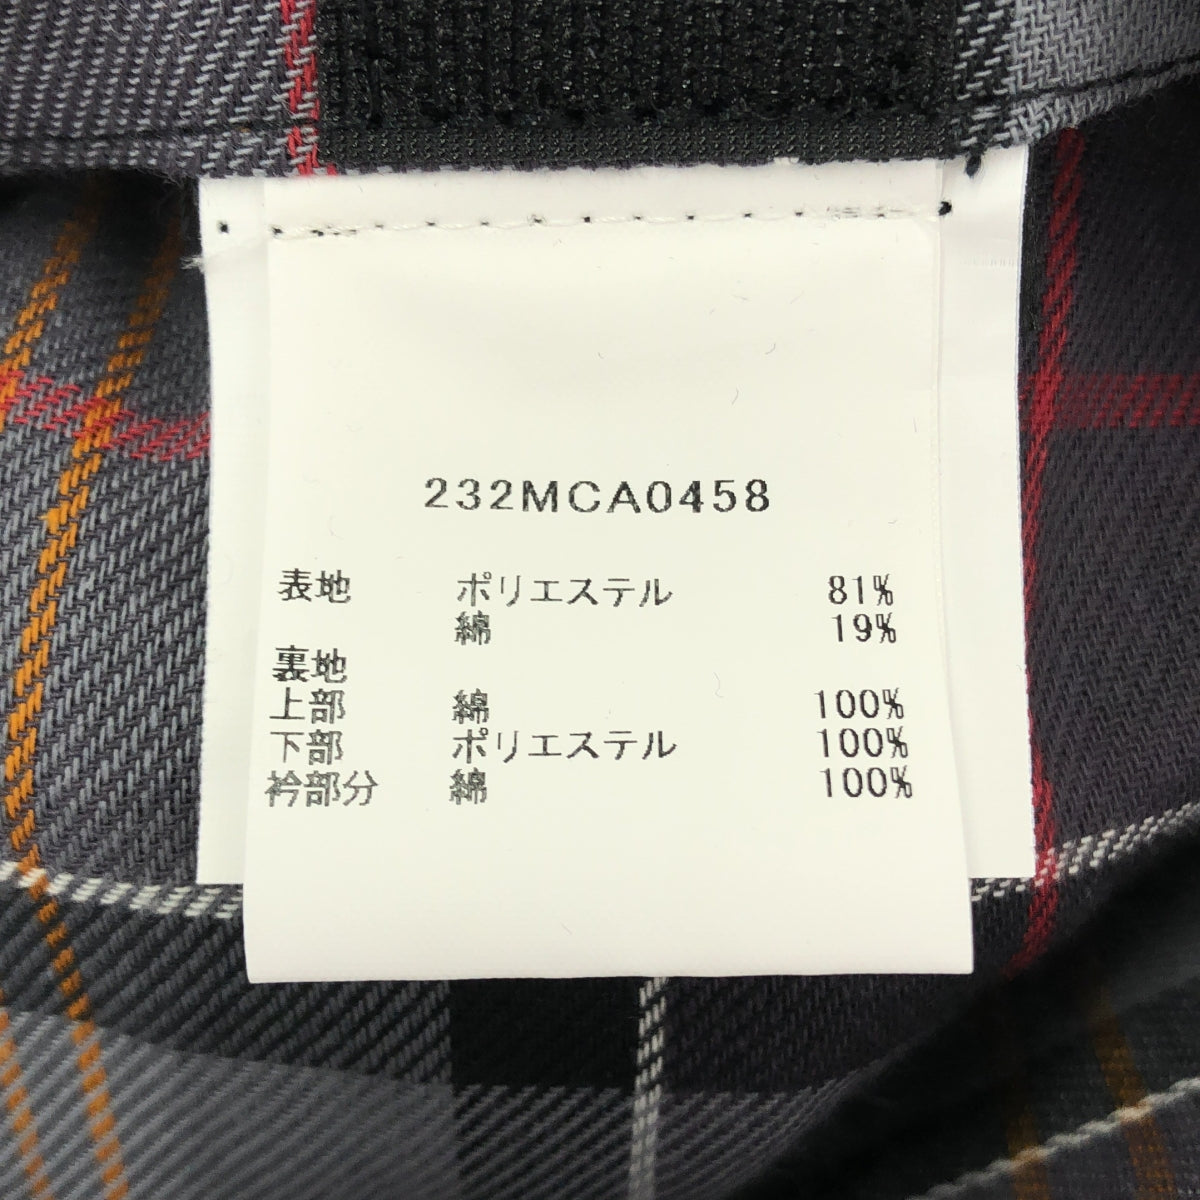 232MCA0458
表地 ポリエステル 81%
綿 19%
裏地
上部 綿 100%
下部 ポリエステル 100%
衿部分 綿 100%